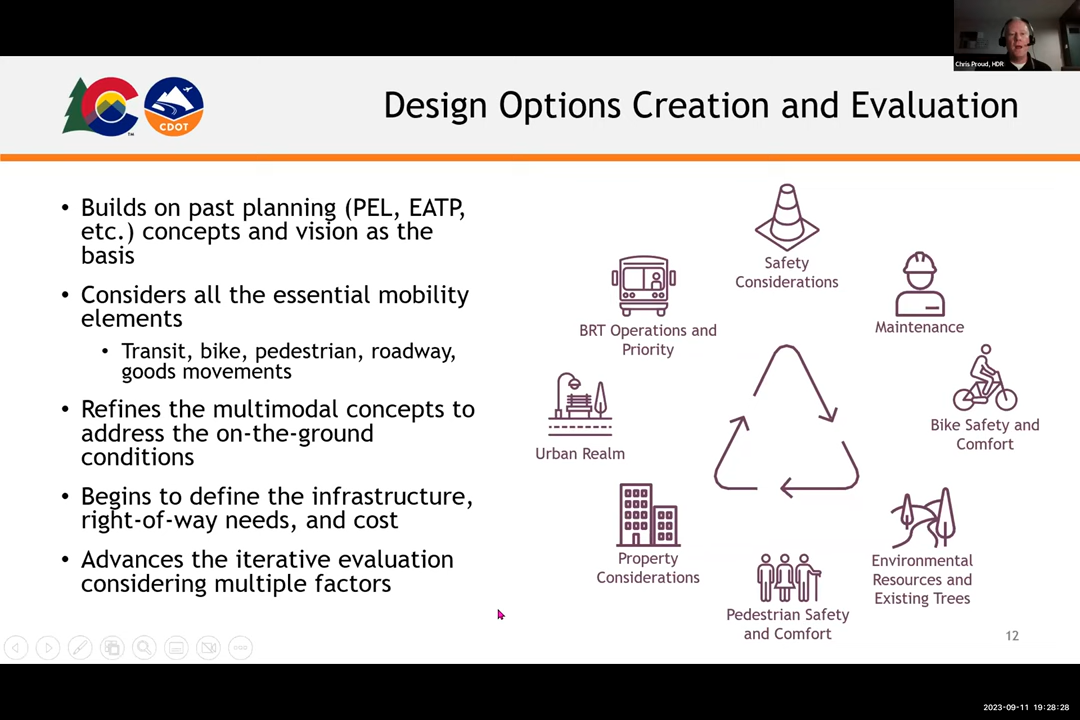 Chris Proud, HDR
CDOT
TM
Design Options Creation and Evaluation
• Builds on past planning (PEL, EATP,
etc.) concepts and vision as the
basis
• Considers all the essential mobility
elements
• Transit, bike, pedestrian, roadway,
goods movements
• Refines the multimodal concepts to
address the on-the-ground
conditions
• Begins to define the infrastructure,
right-of-way needs, and cost
• Advances the iterative evaluation
considering multiple factors
Safety
Considerations
Maintenance
Bike Safety and
Comfort
Environmental
Resources and
Existing Trees
Pedestrian Safety
and Comfort
Property
Considerations
Urban Realm
BRT Operations and
Priority
12
2023-09-11 19:28:28